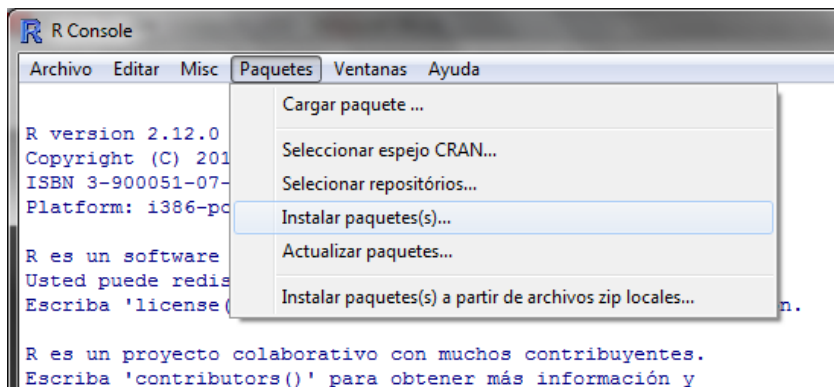 R Console
Archivo Editar Misc Paquetes Ventanas Ayuda
Cargar paquete ...
Seleccionar espejo CRAN...
Selecionar repositórios...
Instalar paquetes(s)...
Actualizar paquetes...
Instalar paquetes(s) a partir de archivos zip locales...
R version 2.12.0
Copyright (C) 201
ISBN 3-900051-07-
Platform: i386-pc
R es un software
Usted puede redis
Escriba 'license( n.
R es un proyecto colaborativo con muchos contribuyentes.
Escriba 'contributors()' para obtener más información y